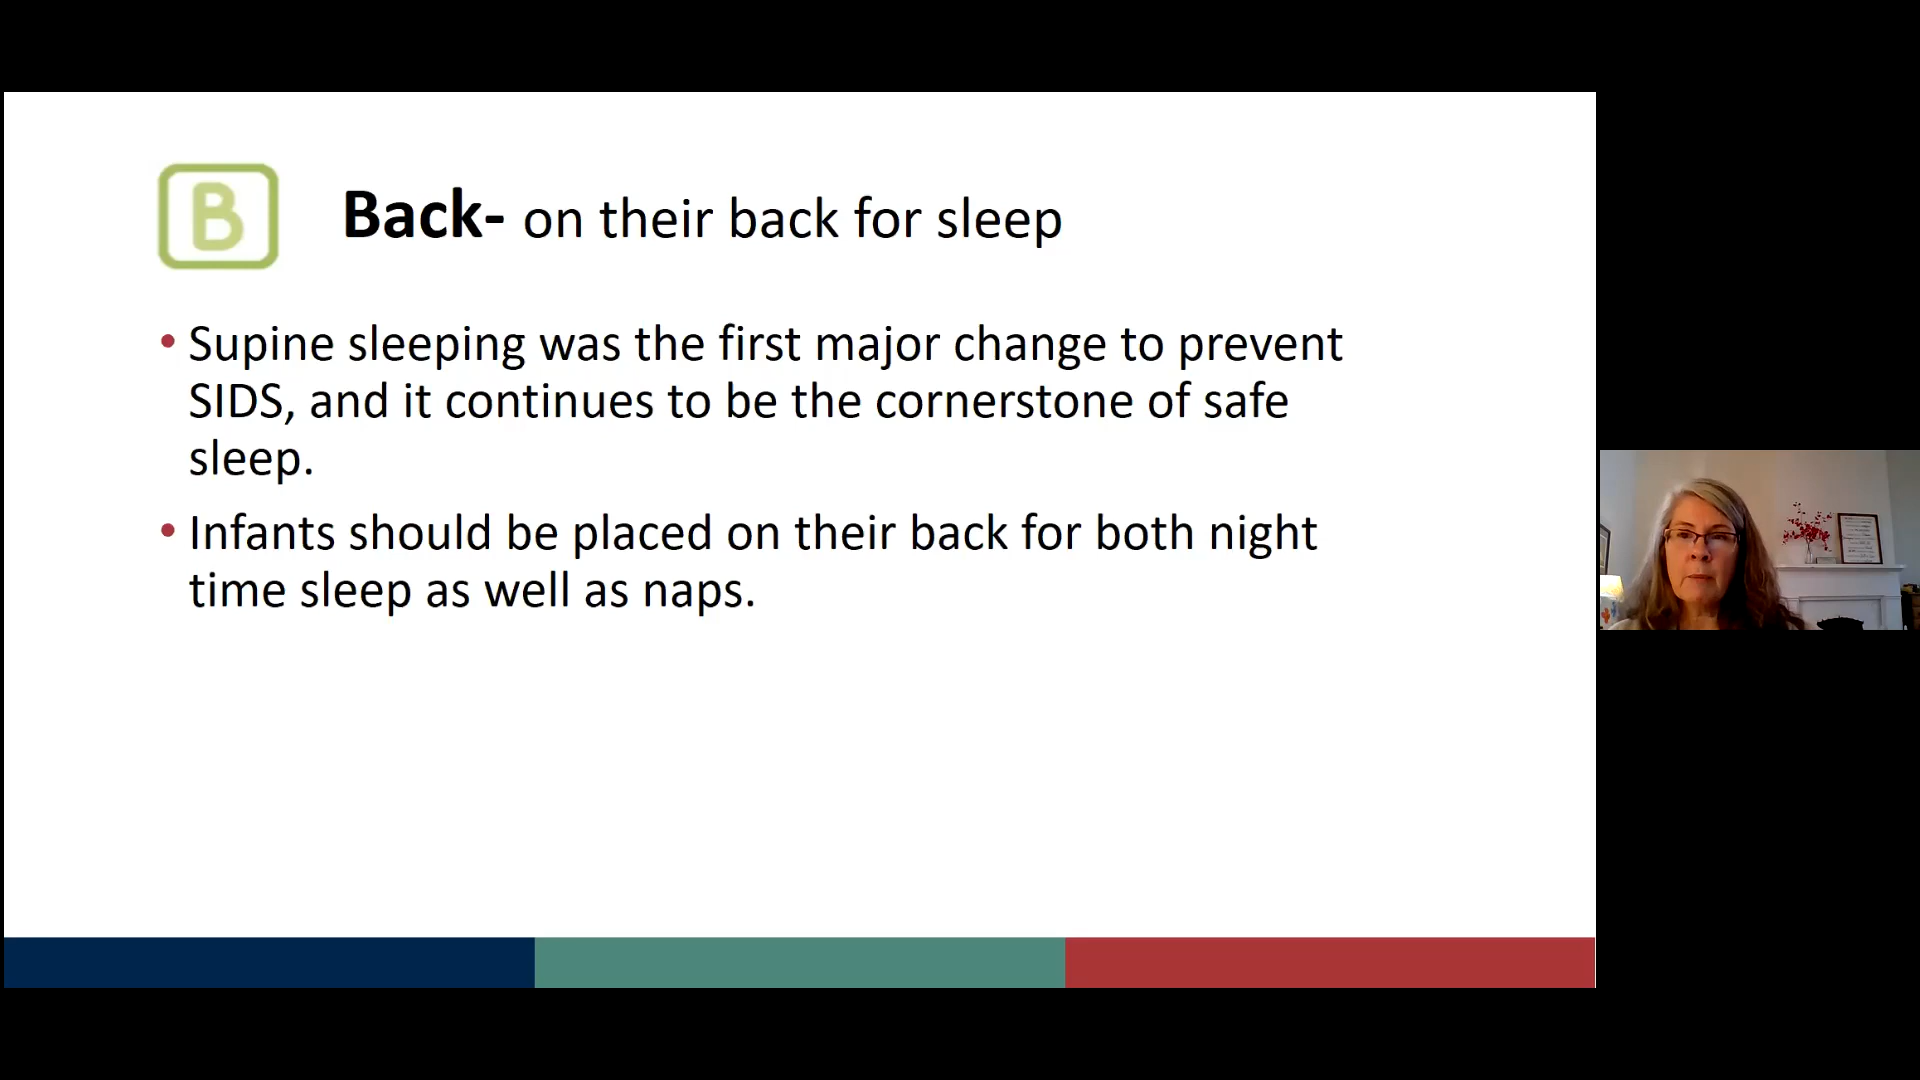 B
Back- on their back for sleep
• Supine sleeping was the first major change to prevent
SIDS, and it continues to be the cornerstone of safe
sleep.
• Infants should be placed on their back for both night
time sleep as well as naps.